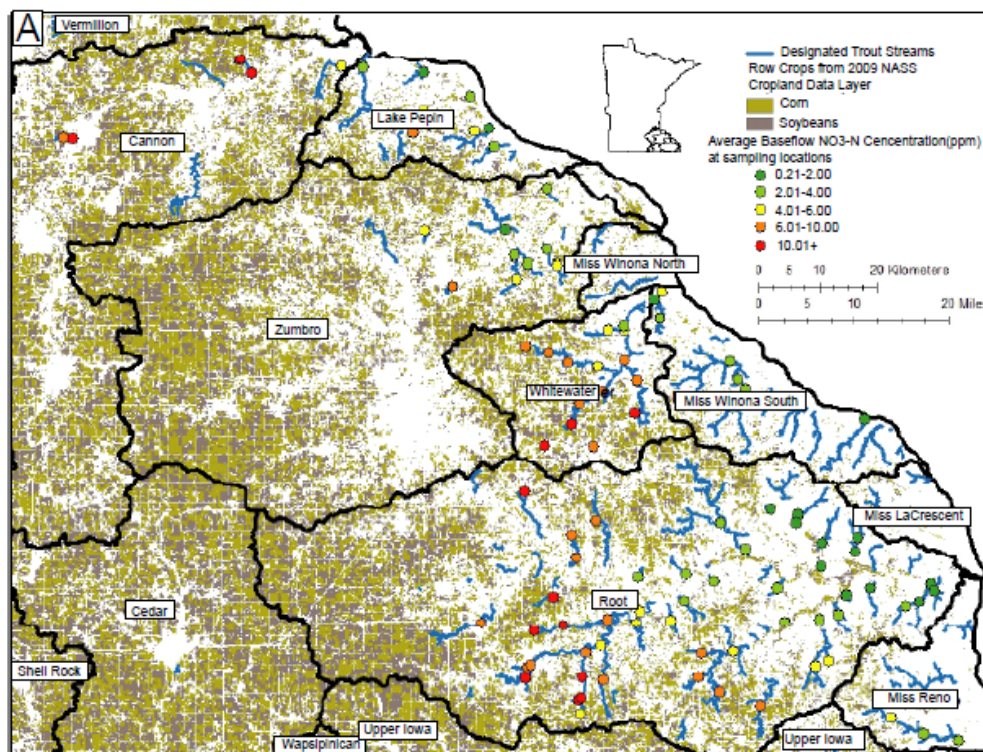 A
Vermillion
Designated Trout Streams
Row Crops from 2009 NASS
Cropland Data Layer
Corn
Soybeans
Average Baseflow NO3-N Cencentration(ppm)
at sampling locations
0.21-2.00
2.01-4.00
4.01-6.00
6.01-10.00
10.01+
0 5 10 20 Kilometers
0 5 10 20 Miles
Lake Pepin
Cannon
Miss Winona North
Zumbro
Whitewater
Miss Winona South
Miss LaCrescent
Cedar
Root
Shell Rock
Miss Reno
Upper Iowa
Upper Iowa
Wapsipinican